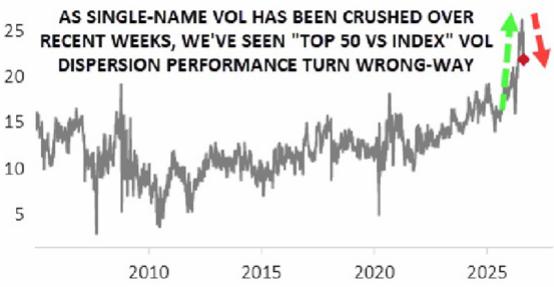 AS SINGLE-NAME VOL HAS BEEN CRUSHED OVER
RECENT WEEKS, WE'VE SEEN "TOP 50 VS INDEX" VOL
DISPERSION PERFORMANCE TURN WRONG-WAY
25
20
15
10
5
2010 2015 2020 2025